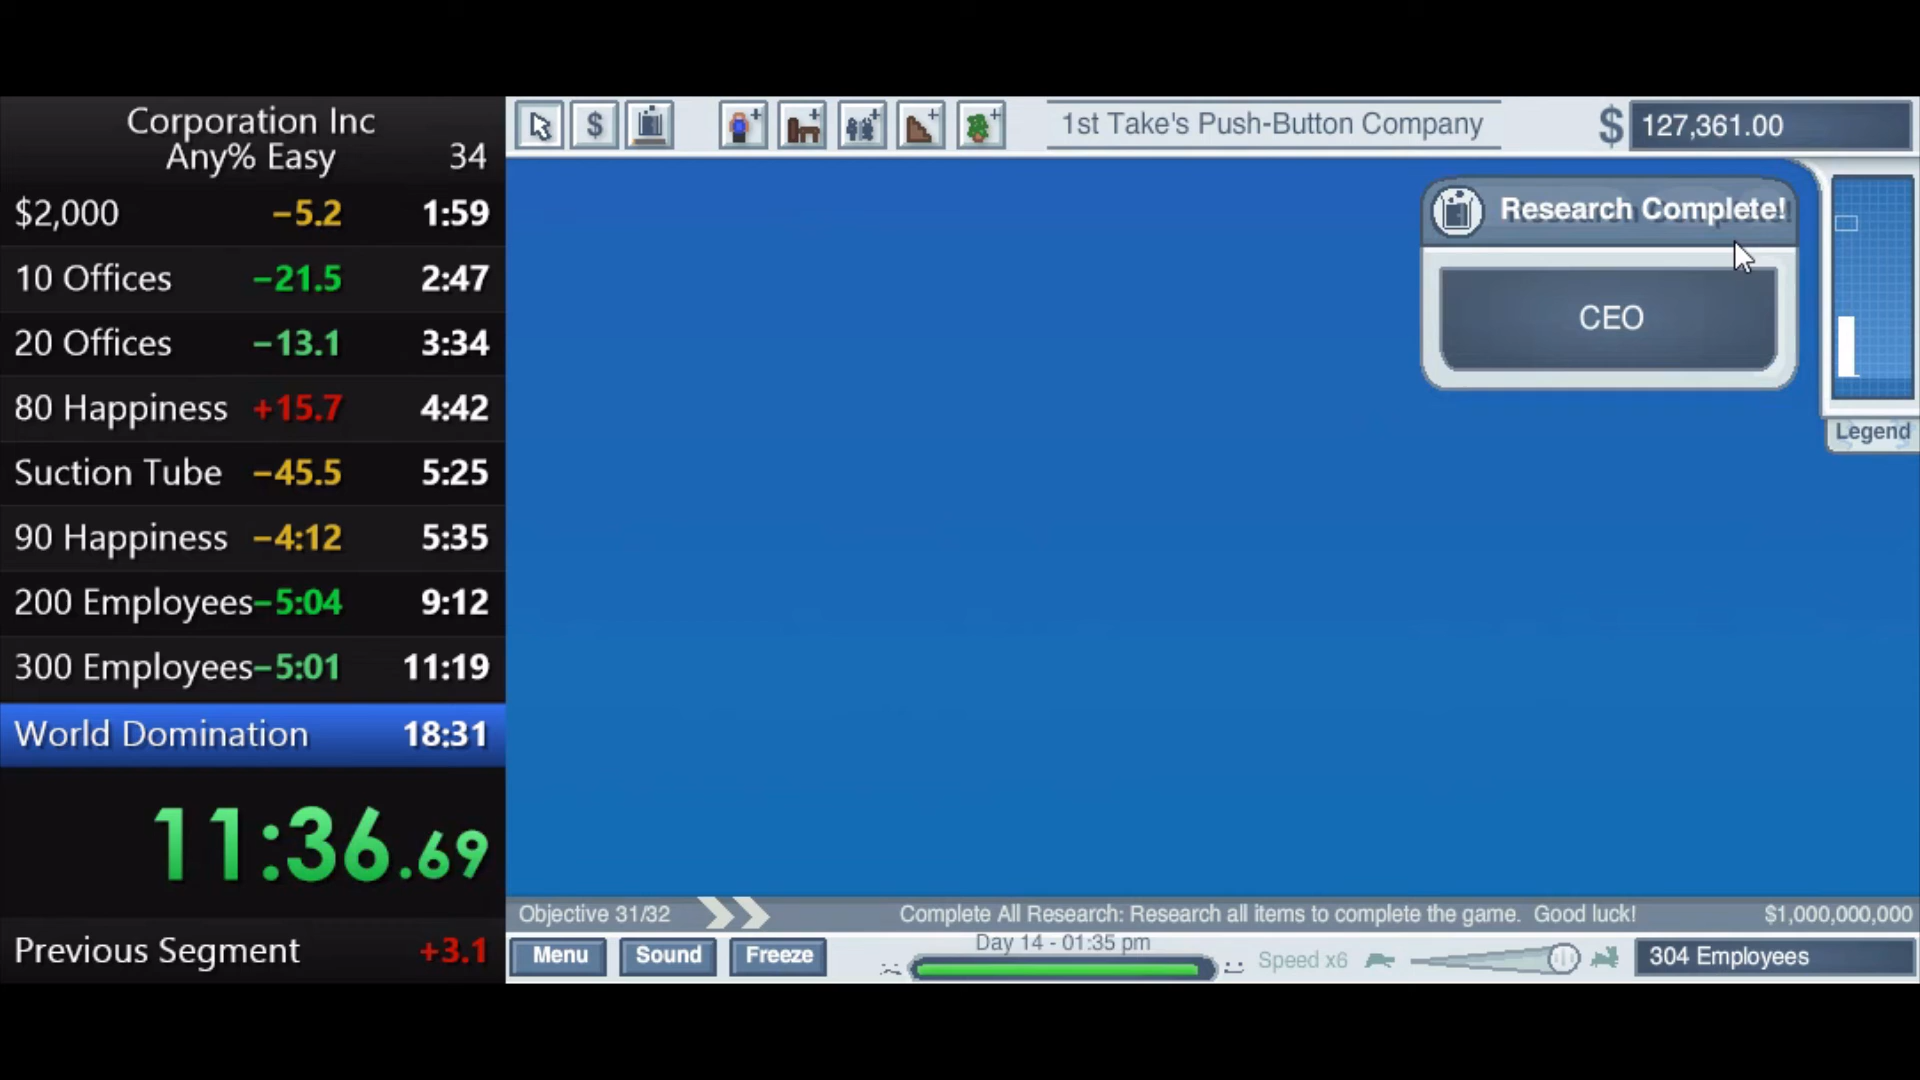 Corporation Inc
Any% Easy 34
$2,000 −5.2 1:59
10 Offices −21.5 2:47
20 Offices −13.1 3:34
80 Happiness +15.7 4:42
Suction Tube −45.5 5:25
90 Happiness −4:12 5:35
200 Employees −5:04 9:12
300 Employees −5:01 11:19
World Domination 18:31
11:36.69
Previous Segment +3.1
$
1st Take's Push-Button Company
$ 127,361.00
Research Complete!
CEO
Legend
Objective 31/32
Complete All Research: Research all items to complete the game. Good luck!
$1,000,000,000
Menu
Sound
Freeze
Day 14 - 01:35 pm
Speed x6
304 Employees